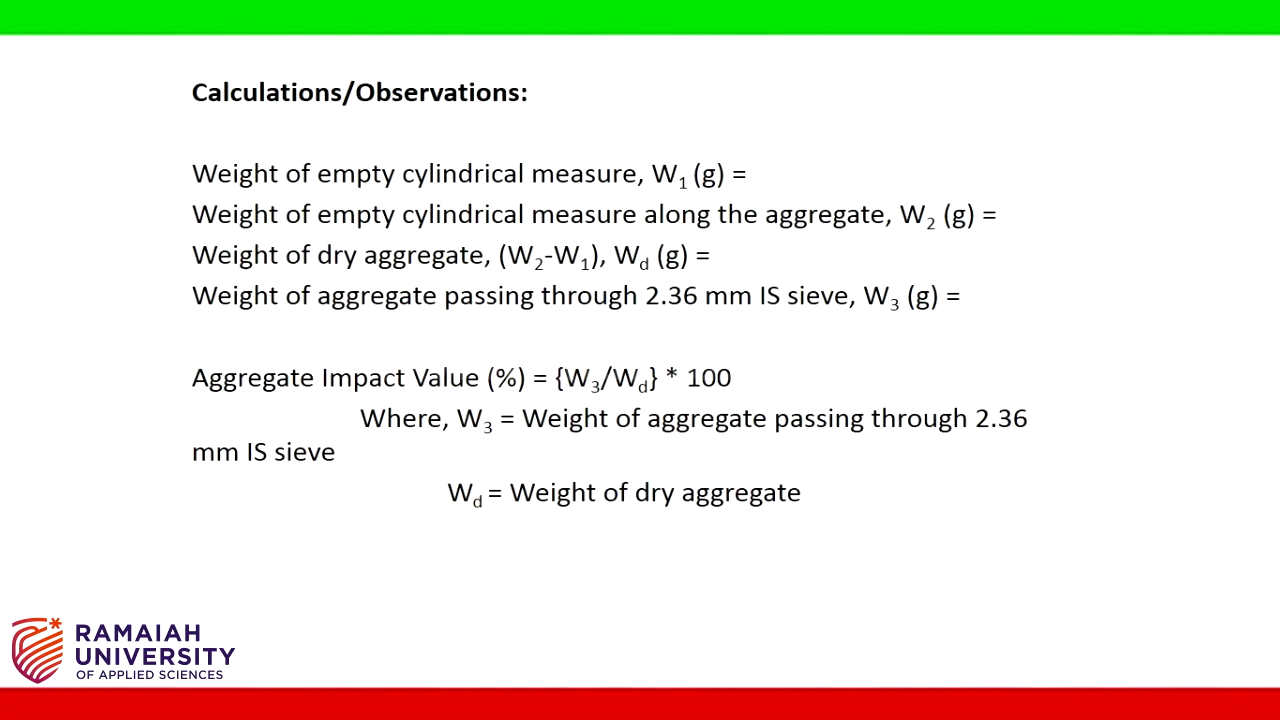 Calculations/Observations:
Weight of empty cylindrical measure, W₁ (g) =
Weight of empty cylindrical measure along the aggregate, W₂ (g) =
Weight of dry aggregate, (W₂-W₁), W_d (g) =
Weight of aggregate passing through 2.36 mm IS sieve, W₃ (g) =
Aggregate Impact Value (%) = {W₃/W_d} * 100
Where, W₃ = Weight of aggregate passing through 2.36
mm IS sieve
W_d = Weight of dry aggregate
RAMAIAH
UNIVERSITY
OF APPLIED SCIENCES